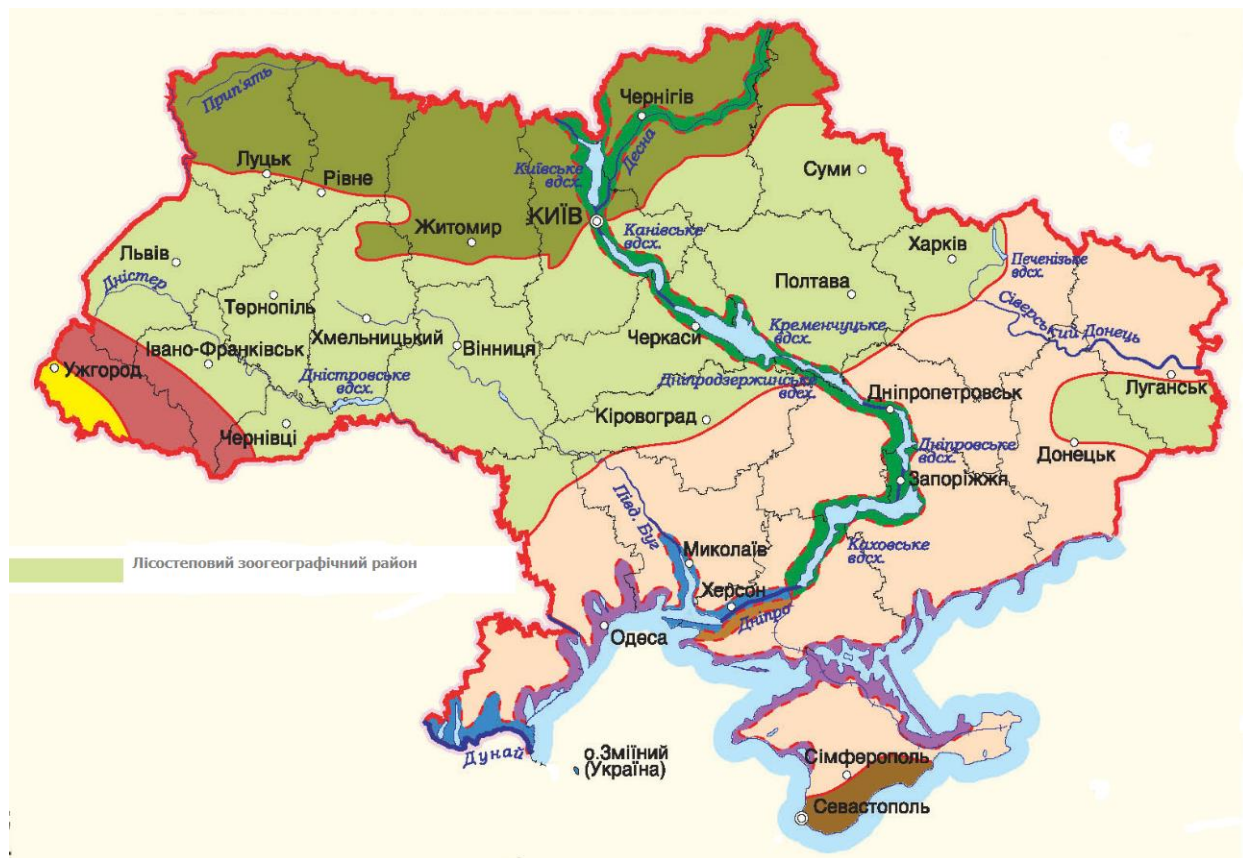 Прип'ять
Чернігів
Десна
Луцьк
Рівне
Київське
вдсх.
Суми
КИЇВ
Житомир
Канівське
вдсх.
Харків
Печенізьке
вдсх.
Львів
Дністер
Тернопіль
Полтава
Сіверський Донець
Хмельницький
Вінниця
Черкаси
Кременчуцьке
вдсх.
Івано-Франківськ
Ужгород
Дністровське
вдсх.
Дніпродзержинське
вдсх.
Луганськ
Дніпропетровськ
Кіровоград
Чернівці
Дніпровське
вдсх.
Донецьк
Запоріжжя
Півд. Буг
Миколаїв
Каховське
вдсх.
Лісостеповий зоогеографічний район
Херсон
Дніпро
Одеса
Дунай
о.Зміїний
(Україна)
Сімферополь
Севастополь